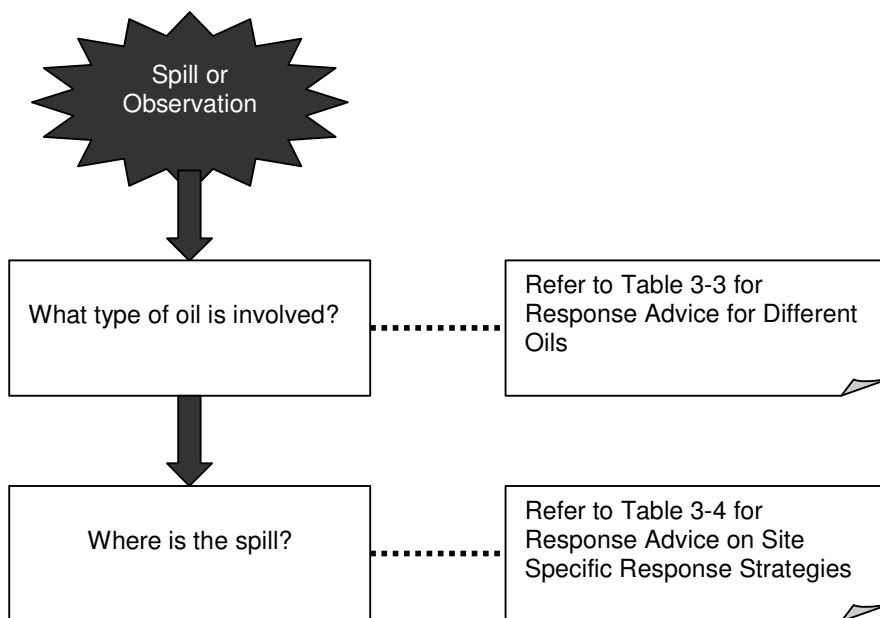 Spill or
Observation
What type of oil is involved?
Refer to Table 3-3 for
Response Advice for Different
Oils
Where is the spill?
Refer to Table 3-4 for
Response Advice on Site
Specific Response Strategies